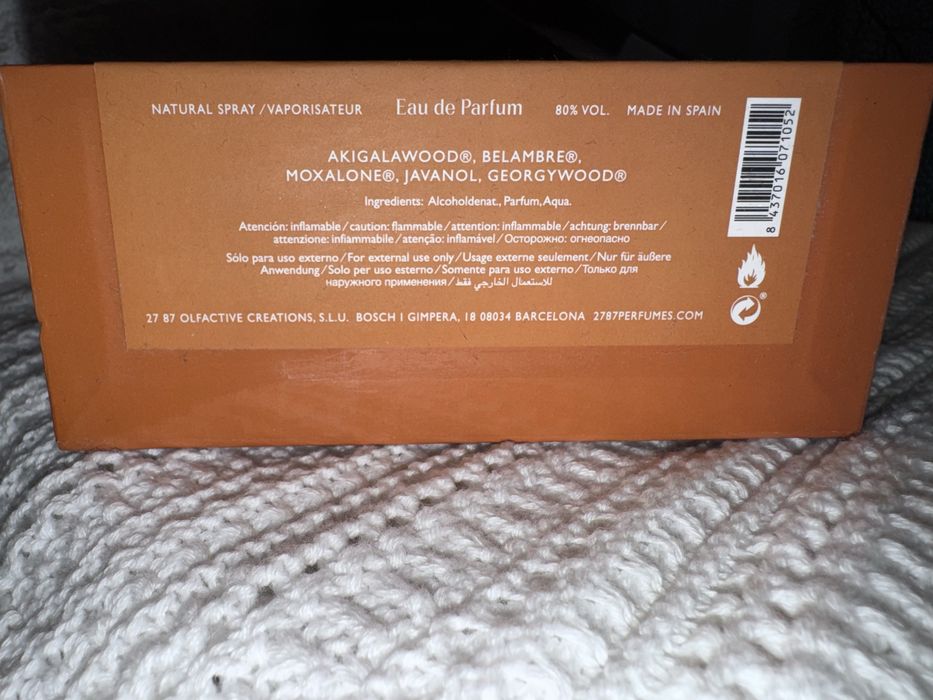 NATURAL SPRAY / VAPORISATEUR Eau de Parfum 80% VOL. MADE IN SPAIN
AKIGALAWOOD®, BELAMBRE®,
MOXALONE®, JAVANOL, GEORGYWOOD®
Ingredients: Alcoholdenat., Parfum, Aqua.
Atención: inflamable / caution: flammable / attention: inflammable / achtung: brennbar /
attenzione: infiammabile / atenção: inflamável / Осторожно: огнеопасно
Sólo para uso externo / For external use only / Usage externe seulement / Nur für äußere
Anwendung / Solo per uso esterno / Somente para uso externo / Только для
наружного применения / للاستعمال الخارجي فقط
27 87 OLFACTIVE CREATIONS, S.L.U. BOSCH I GIMPERA, 18 08034 BARCELONA 2787PERFUMES.COM
8 437016 071052
®